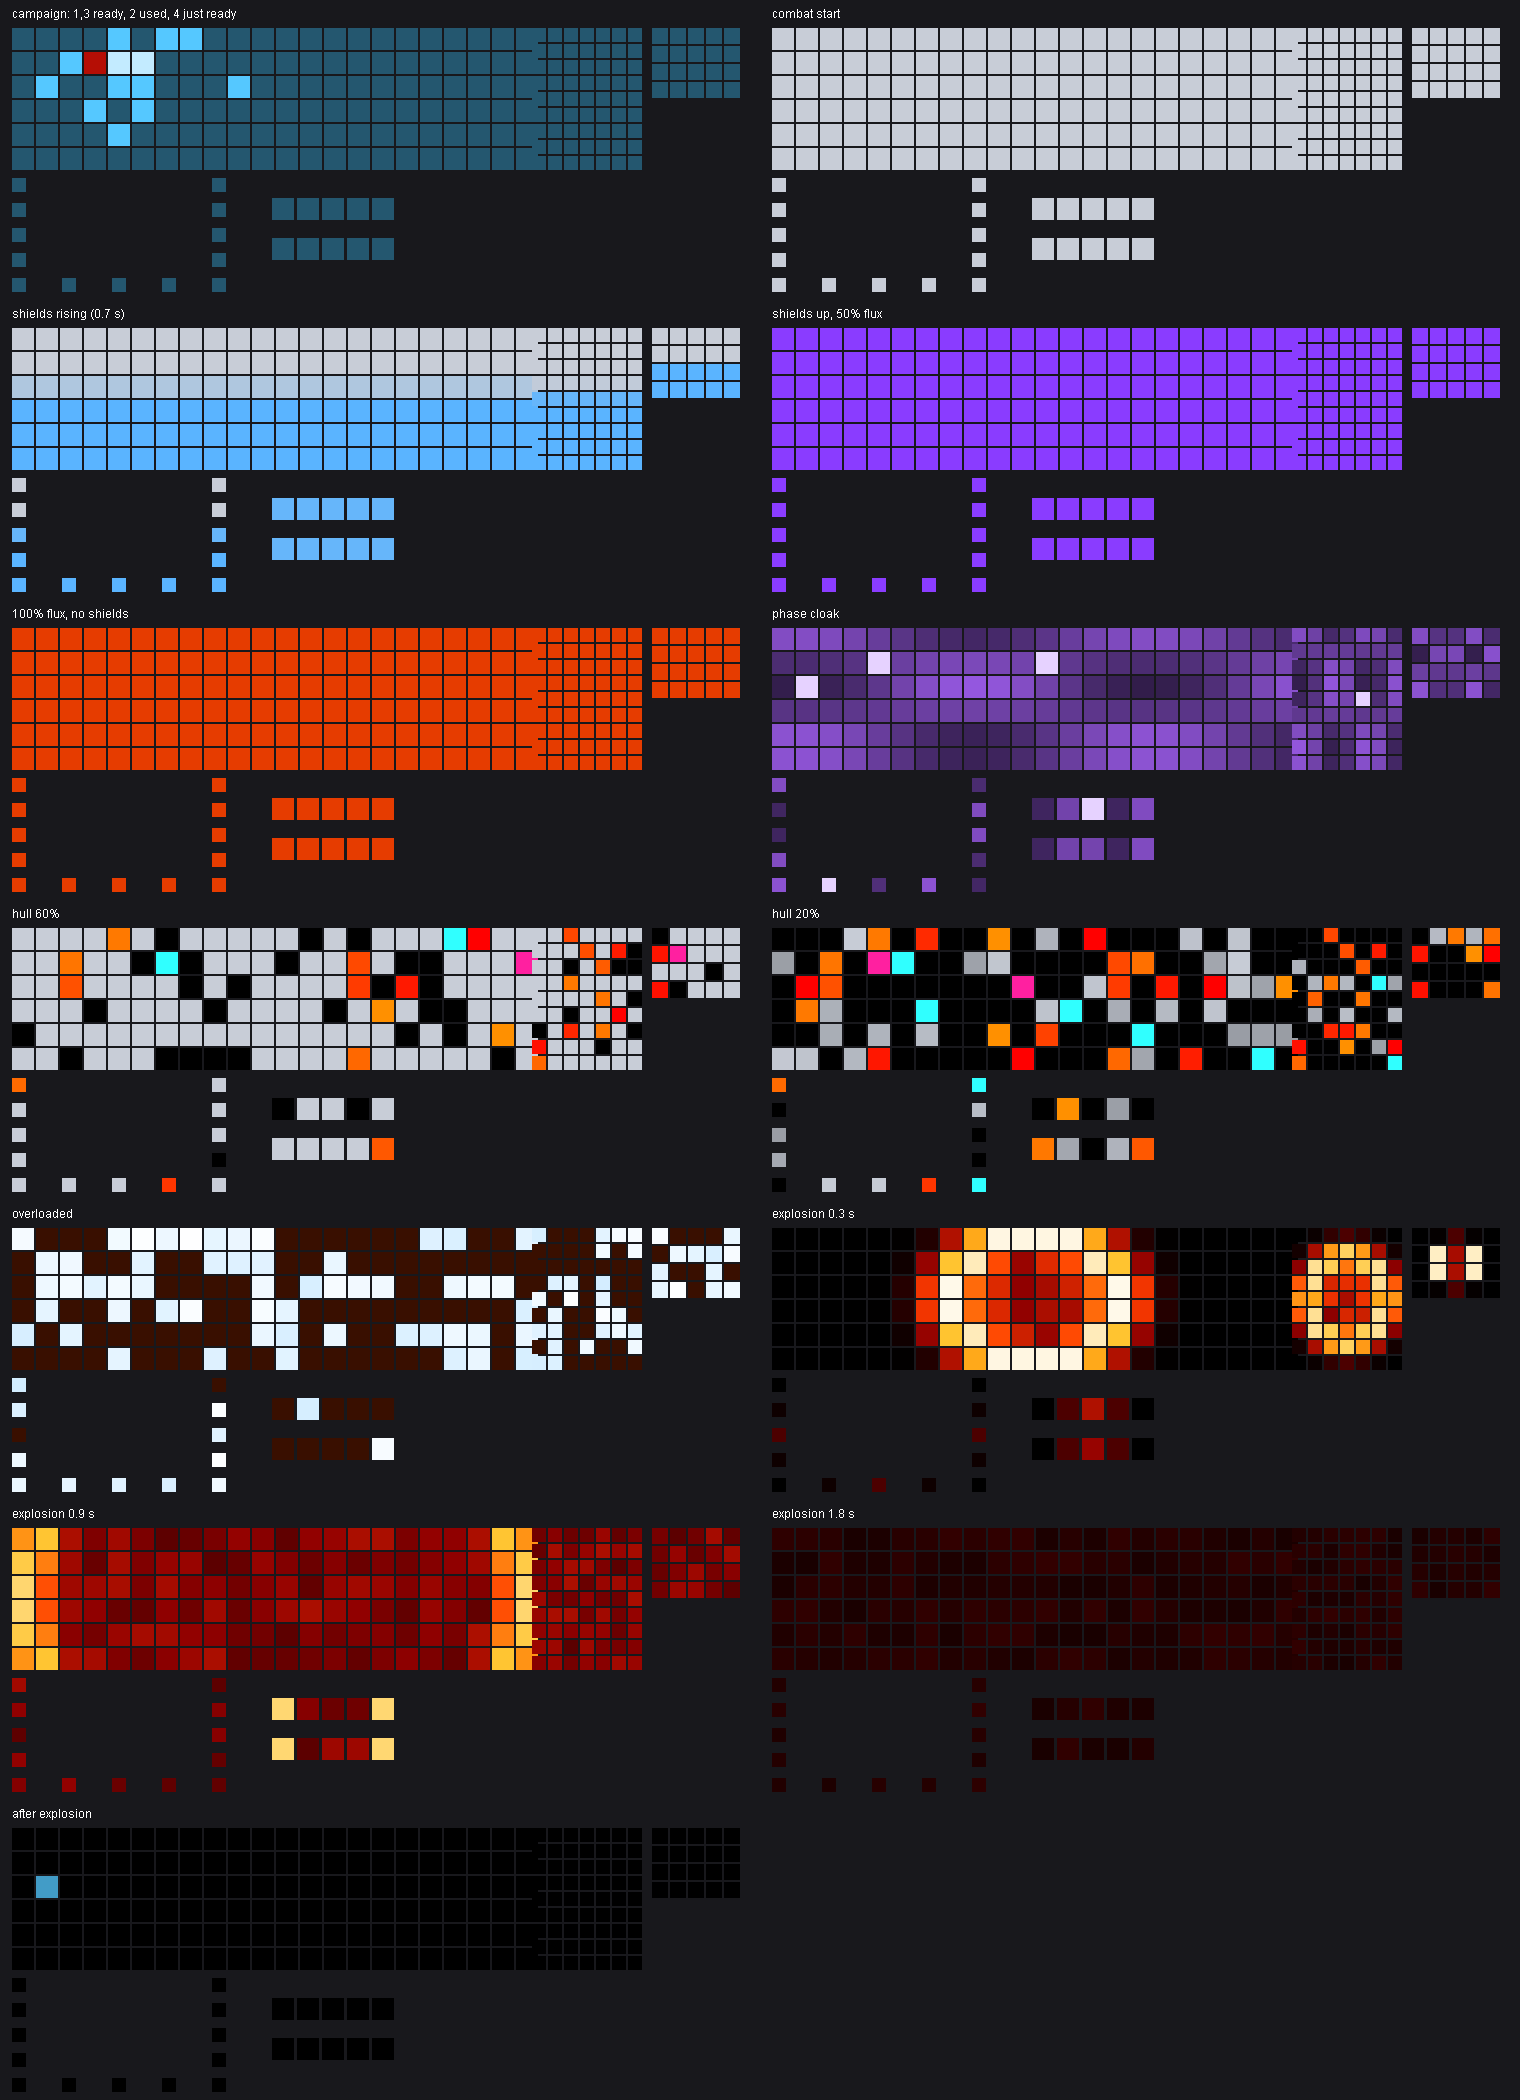 campaign: 1,3 ready, 2 used, 4 just ready
combat start
shields rising (0.7 s)
shields up, 50% flux
100% flux, no shields
phase cloak
hull 60%
hull 20%
overloaded
explosion 0.3 s
explosion 0.9 s
explosion 1.8 s
after explosion